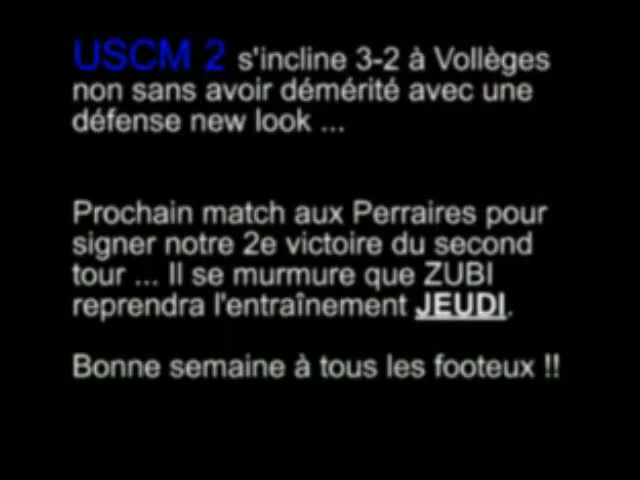 USCM 2 s'incline 3-2 à Vollèges
non sans avoir démérité avec une
défense new look ...
Prochain match aux Perraires pour
signer notre 2e victoire du second
tour ... Il se murmure que ZUBI
reprendra l'entraînement JEUDI.
Bonne semaine à tous les footeux !!